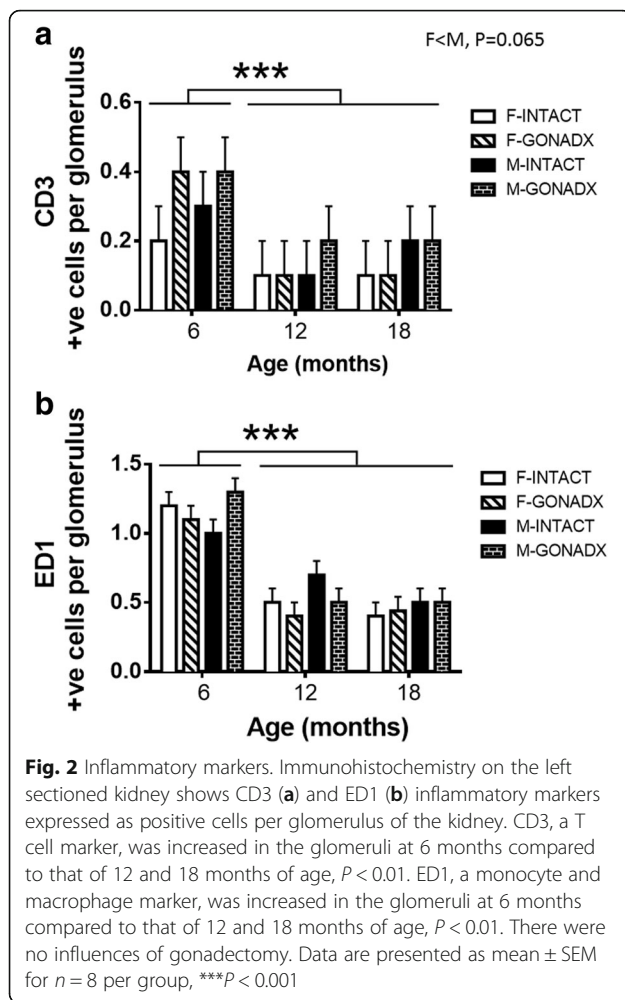 a
F<M, P=0.065
***
CD3
+ve cells per glomerulus
0.6
0.4
0.2
0.0
6 12 18
Age (months)
F-INTACT
F-GONADX
M-INTACT
M-GONADX
b
***
ED1
+ve cells per glomerulus
1.5
1.0
0.5
0.0
6 12 18
Age (months)
F-INTACT
F-GONADX
M-INTACT
M-GONADX
Fig. 2 Inflammatory markers. Immunohistochemistry on the left
sectioned kidney shows CD3 (a) and ED1 (b) inflammatory markers
expressed as positive cells per glomerulus of the kidney. CD3, a T
cell marker, was increased in the glomeruli at 6 months compared
to that of 12 and 18 months of age, P < 0.01. ED1, a monocyte and
macrophage marker, was increased in the glomeruli at 6 months
compared to that of 12 and 18 months of age, P < 0.01. There were
no influences of gonadectomy. Data are presented as mean ± SEM
for n = 8 per group, ***P < 0.001